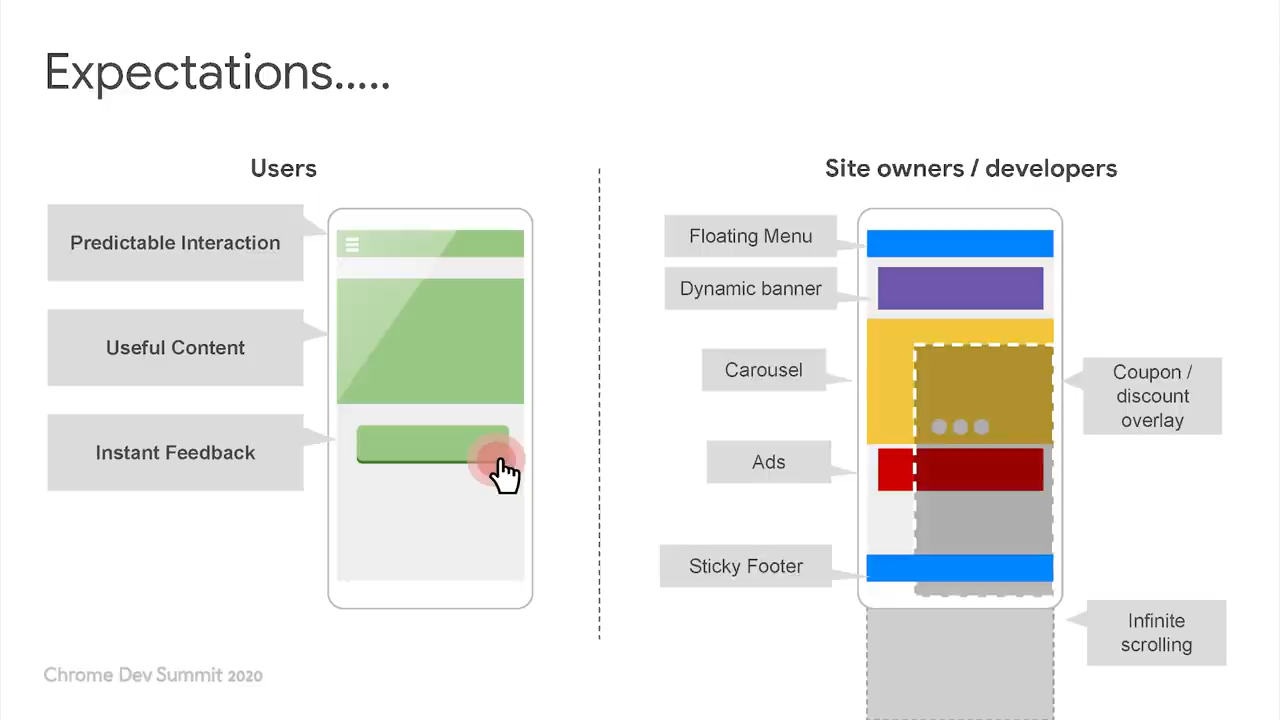 Expectations.....
Users
Predictable Interaction
Useful Content
Instant Feedback
Site owners / developers
Floating Menu
Dynamic banner
Carousel
Ads
Sticky Footer
Coupon /
discount
overlay
Infinite
scrolling
Chrome Dev Summit 2020